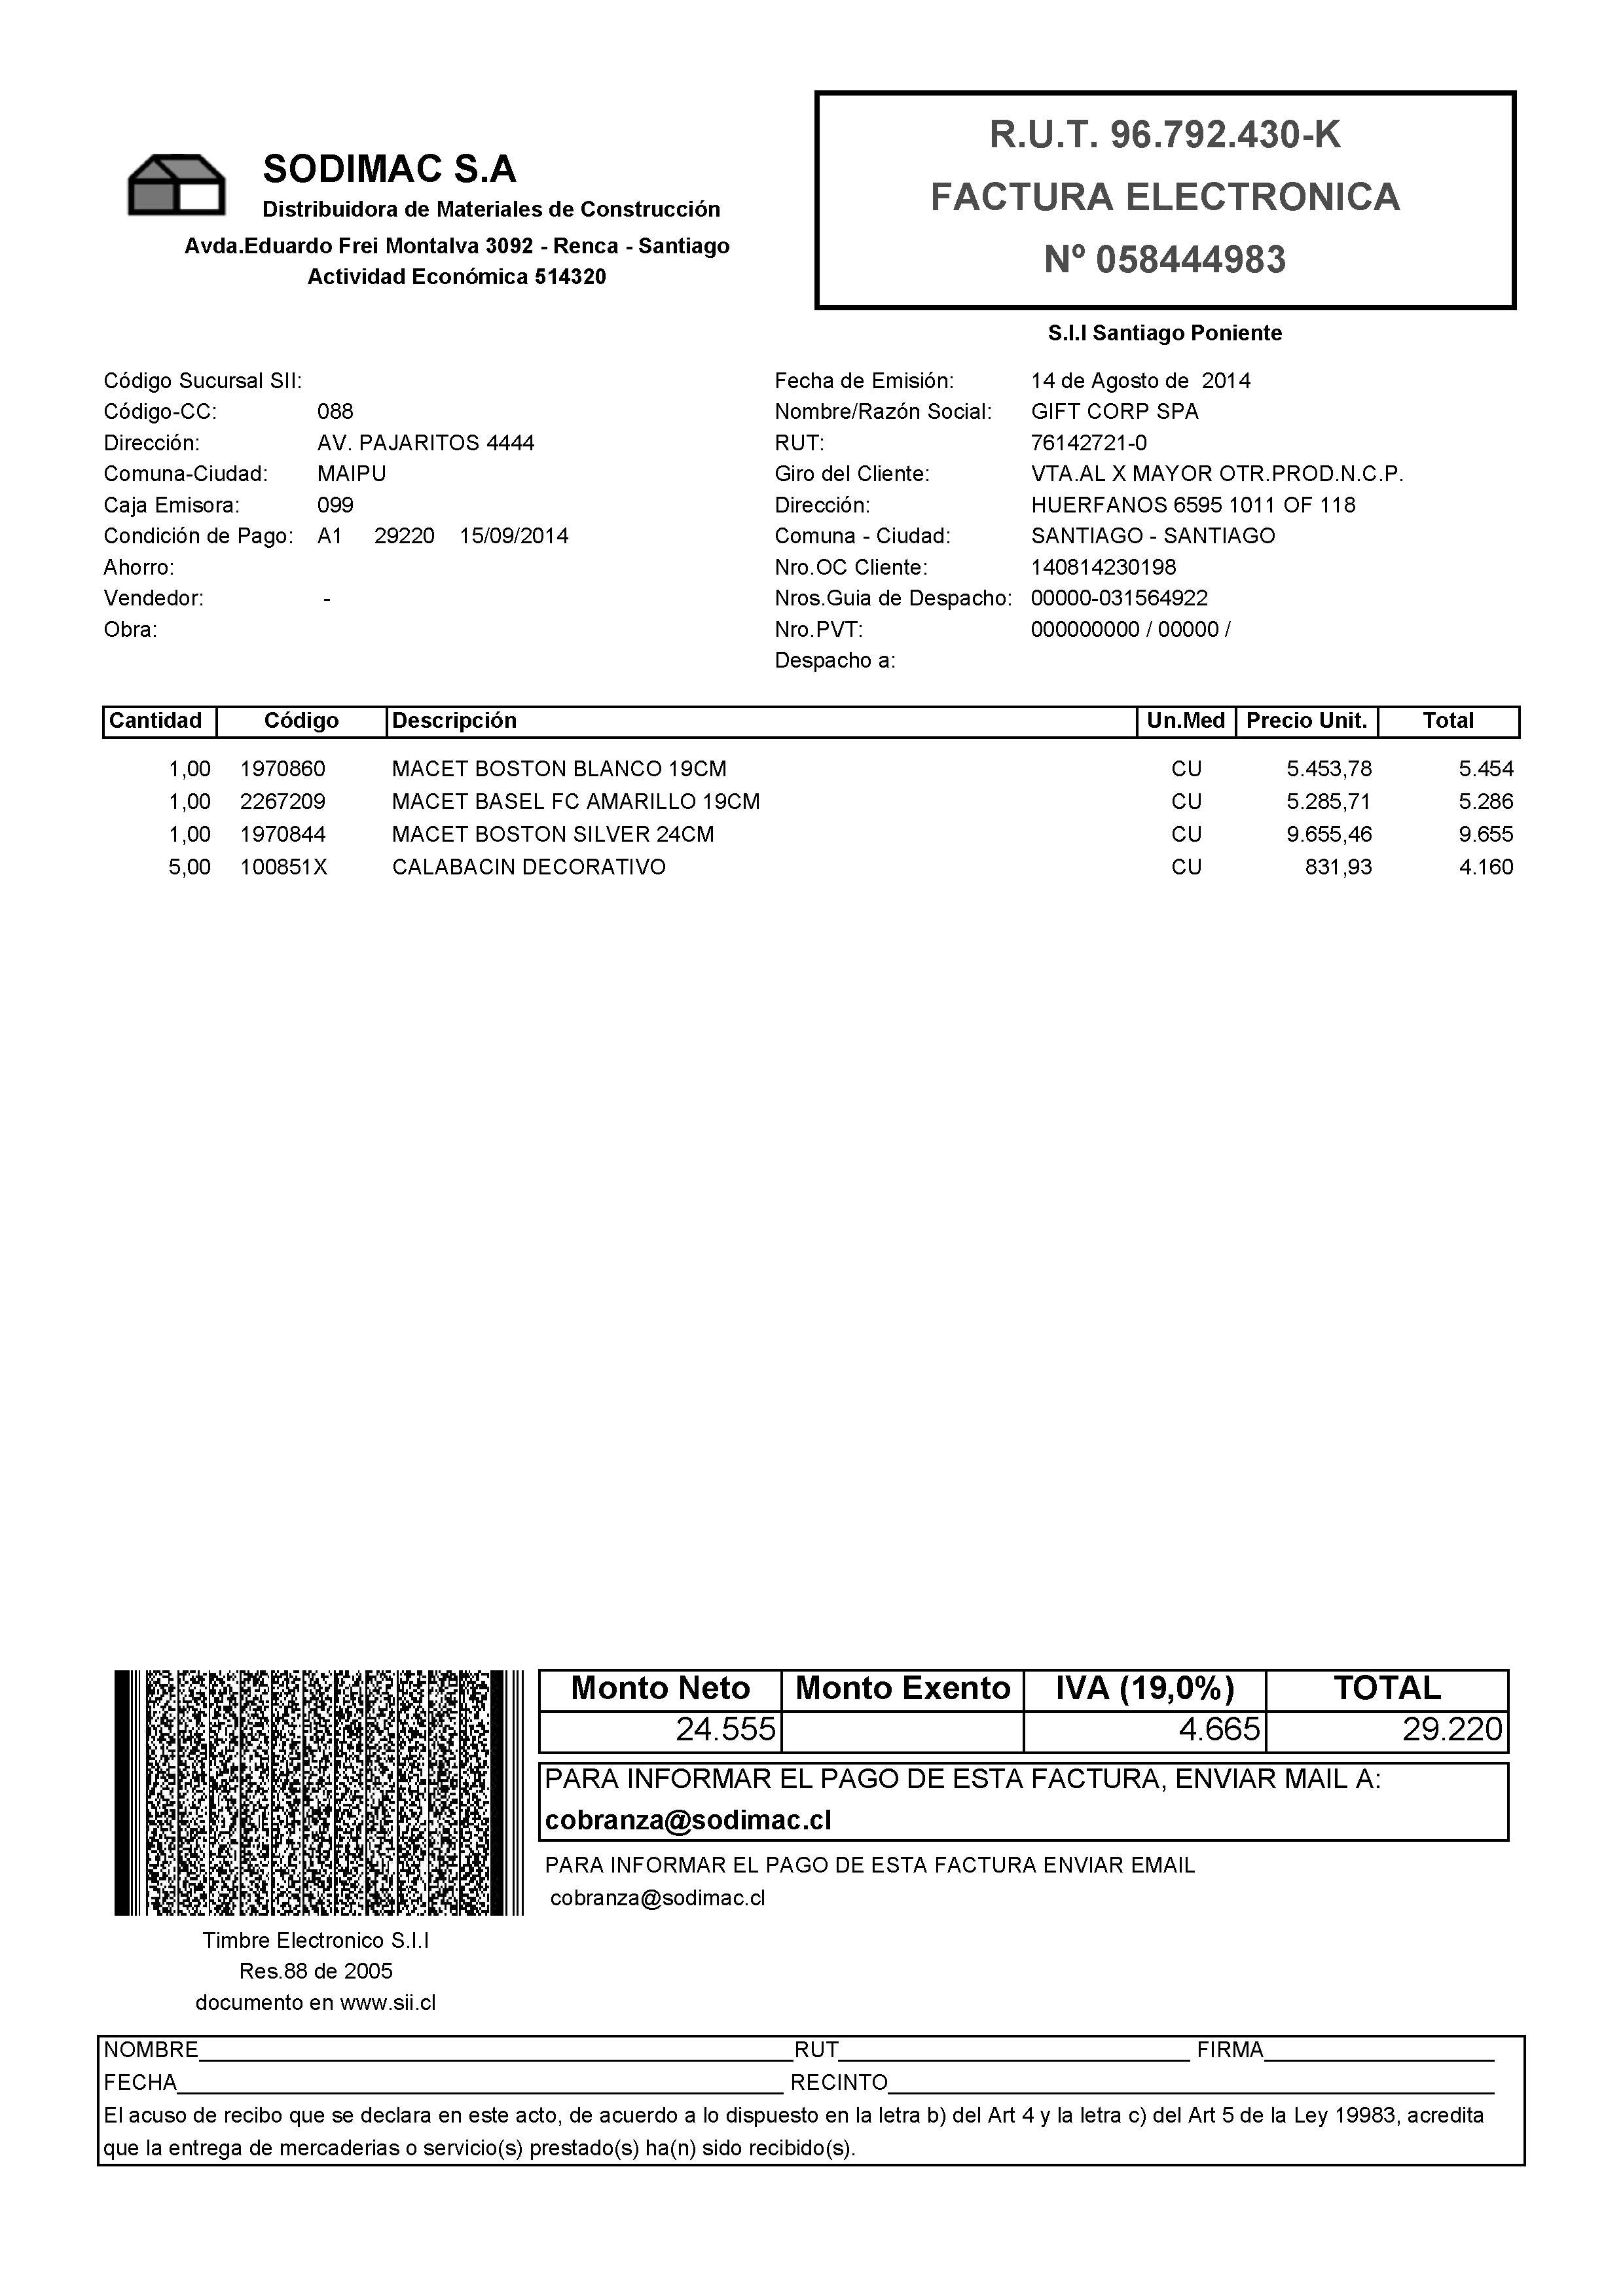 SODIMAC S.A
Distribuidora de Materiales de Construcción
Avda.Eduardo Frei Montalva 3092 - Renca - Santiago
Actividad Económica 514320
R.U.T. 96.792.430-K
FACTURA ELECTRONICA
Nº 058444983
S.I.I Santiago Poniente
Código Sucursal SII:
Código-CC: 088
Dirección: AV. PAJARITOS 4444
Comuna-Ciudad: MAIPU
Caja Emisora: 099
Condición de Pago: A1 29220 15/09/2014
Ahorro:
Vendedor: -
Obra:
Fecha de Emisión: 14 de Agosto de 2014
Nombre/Razón Social: GIFT CORP SPA
RUT: 76142721-0
Giro del Cliente: VTA.AL X MAYOR OTR.PROD.N.C.P.
Dirección: HUERFANOS 6595 1011 OF 118
Comuna - Ciudad: SANTIAGO - SANTIAGO
Nro.OC Cliente: 140814230198
Nros.Guia de Despacho: 00000-031564922
Nro.PVT: 000000000 / 00000 /
Despacho a:
Cantidad Código Descripción Un.Med Precio Unit. Total
1,00 1970860 MACET BOSTON BLANCO 19CM CU 5.453,78 5.454
1,00 2267209 MACET BASEL FC AMARILLO 19CM CU 5.285,71 5.286
1,00 1970844 MACET BOSTON SILVER 24CM CU 9.655,46 9.655
5,00 100851X CALABACIN DECORATIVO CU 831,93 4.160
Monto Neto Monto Exento IVA (19,0%) TOTAL
24.555 4.665 29.220
PARA INFORMAR EL PAGO DE ESTA FACTURA, ENVIAR MAIL A:
cobranza@sodimac.cl
PARA INFORMAR EL PAGO DE ESTA FACTURA ENVIAR EMAIL
cobranza@sodimac.cl
Timbre Electronico S.I.I
Res.88 de 2005
documento en www.sii.cl
NOMBRE RUT FIRMA
FECHA RECINTO
El acuso de recibo que se declara en este acto, de acuerdo a lo dispuesto en la letra b) del Art 4 y la letra c) del Art 5 de la Ley 19983, acredita
que la entrega de mercaderias o servicio(s) prestado(s) ha(n) sido recibido(s).